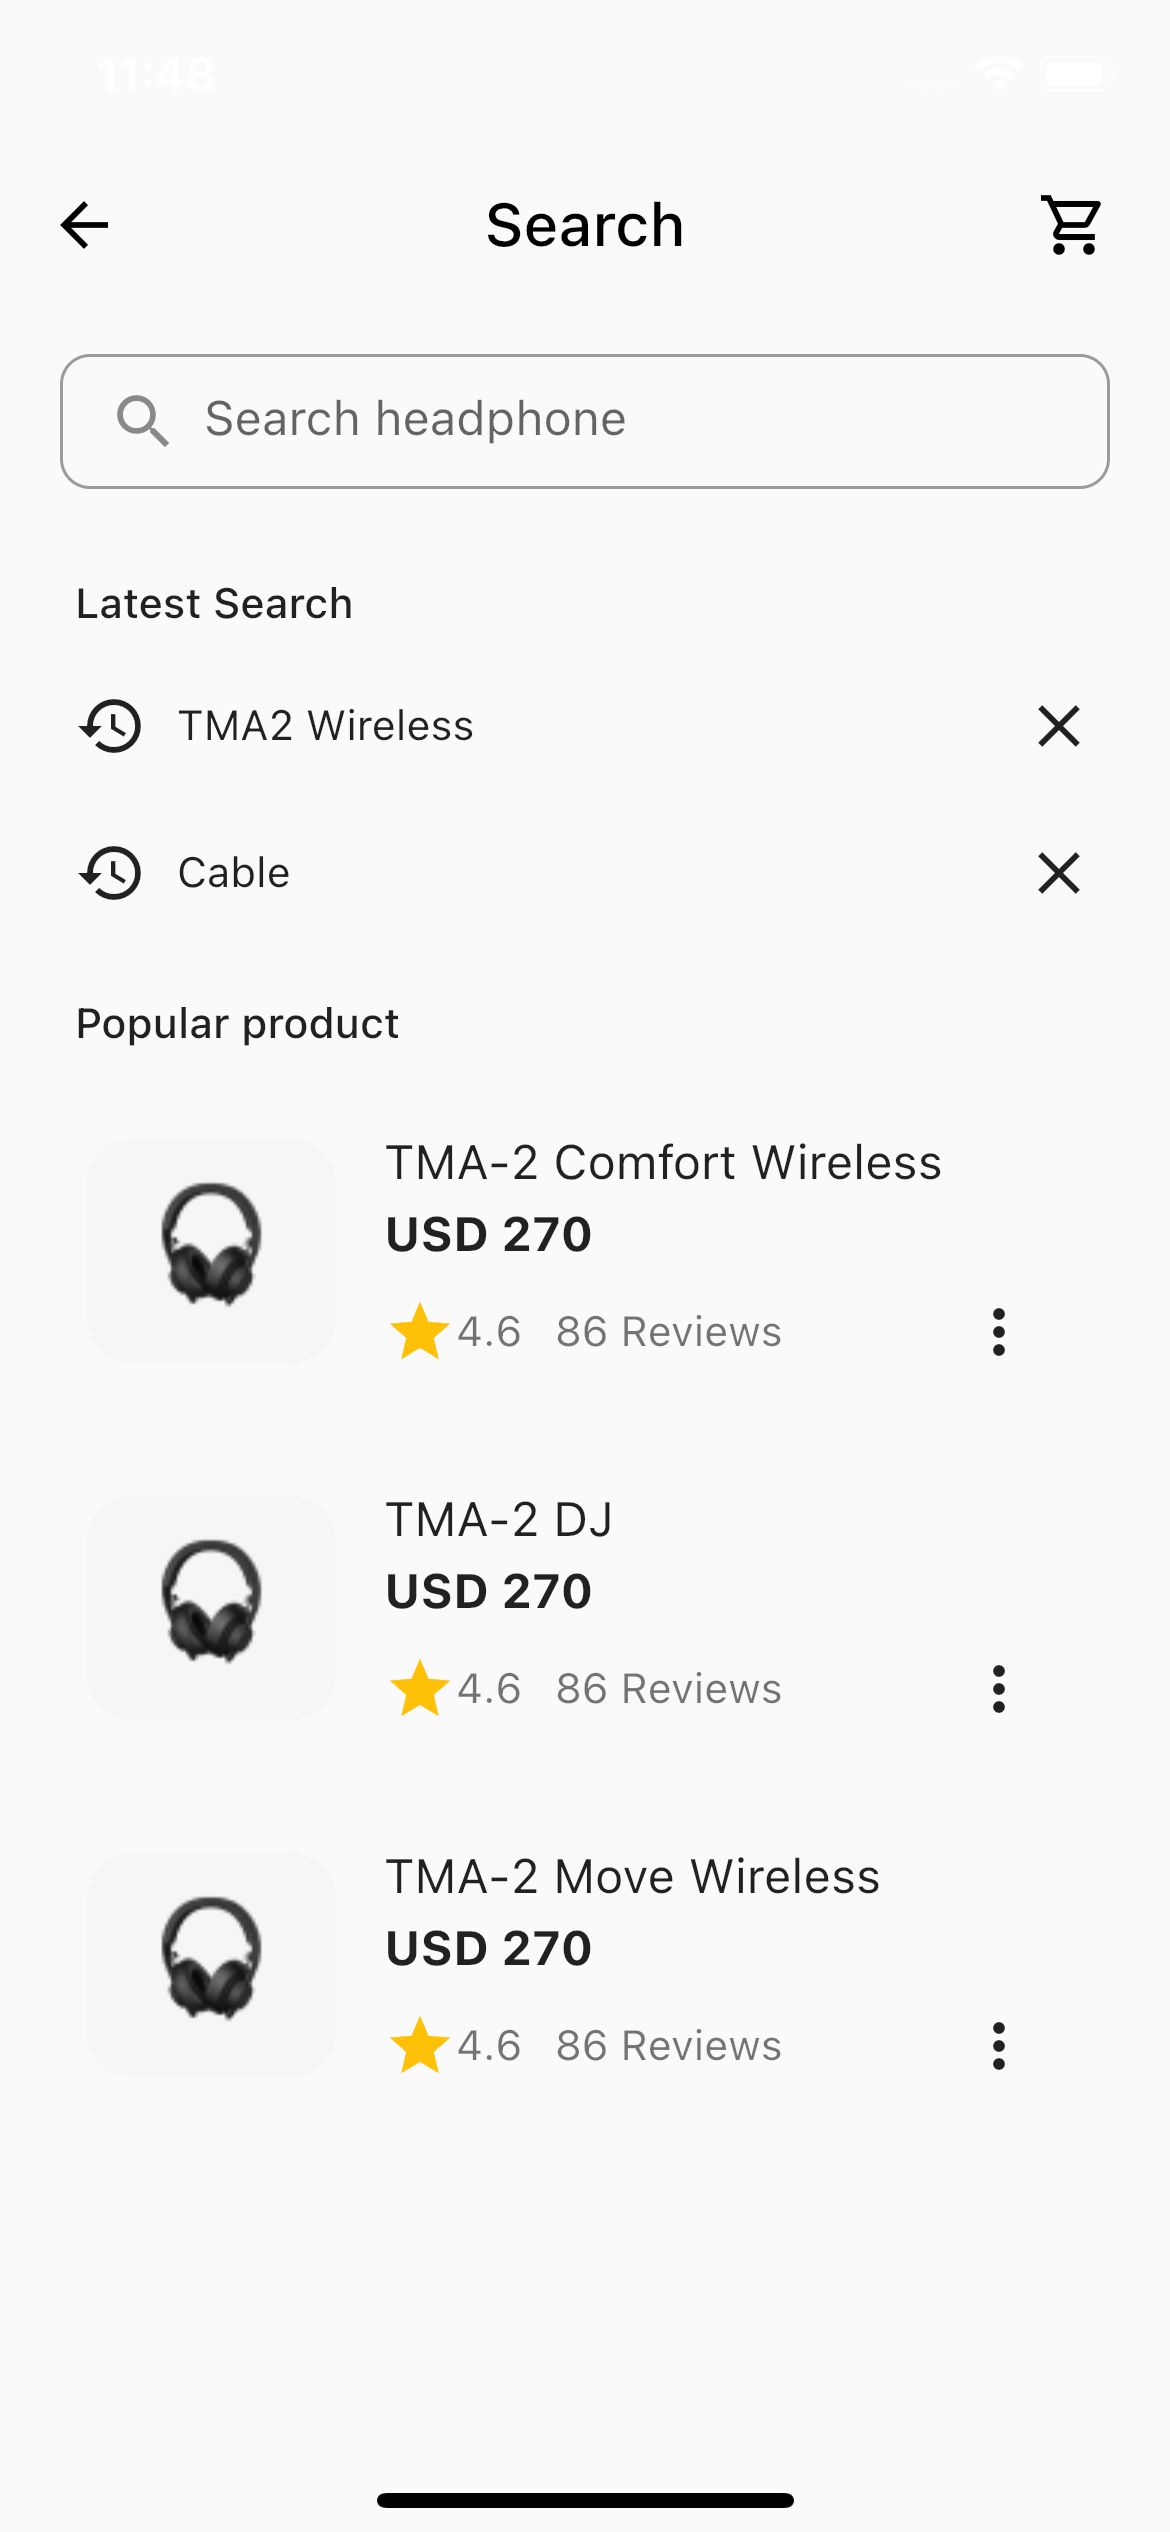 11:48
Search
Search headphone
Latest Search
TMA2 Wireless
Cable
Popular product
TMA-2 Comfort Wireless
USD 270
4.6 86 Reviews
TMA-2 DJ
USD 270
4.6 86 Reviews
TMA-2 Move Wireless
USD 270
4.6 86 Reviews